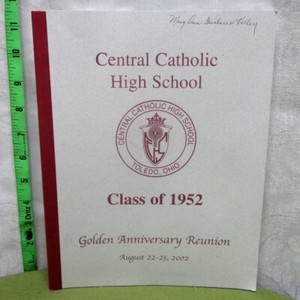 Central Catholic
High School
CENTRAL CATHOLIC HIGH SCHOOL
TOLEDO, OHIO
Class of 1952
Golden Anniversary Reunion
August 22-25, 2002